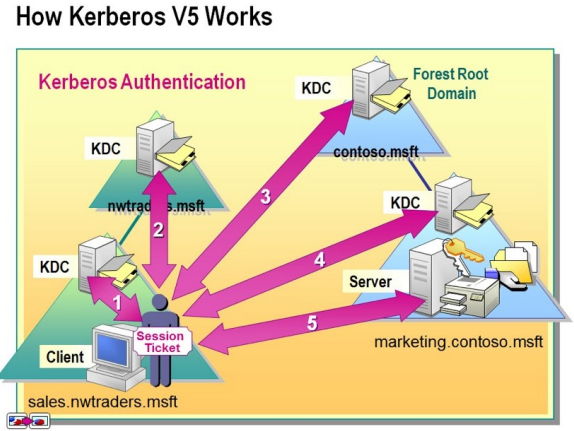 How Kerberos V5 Works
Kerberos Authentication
KDC
Forest Root
Domain
contoso.msft
KDC
nwtraders.msft
KDC
KDC
1
2
3
4
5
Server
Session
Ticket
Client
marketing.contoso.msft
sales.nwtraders.msft